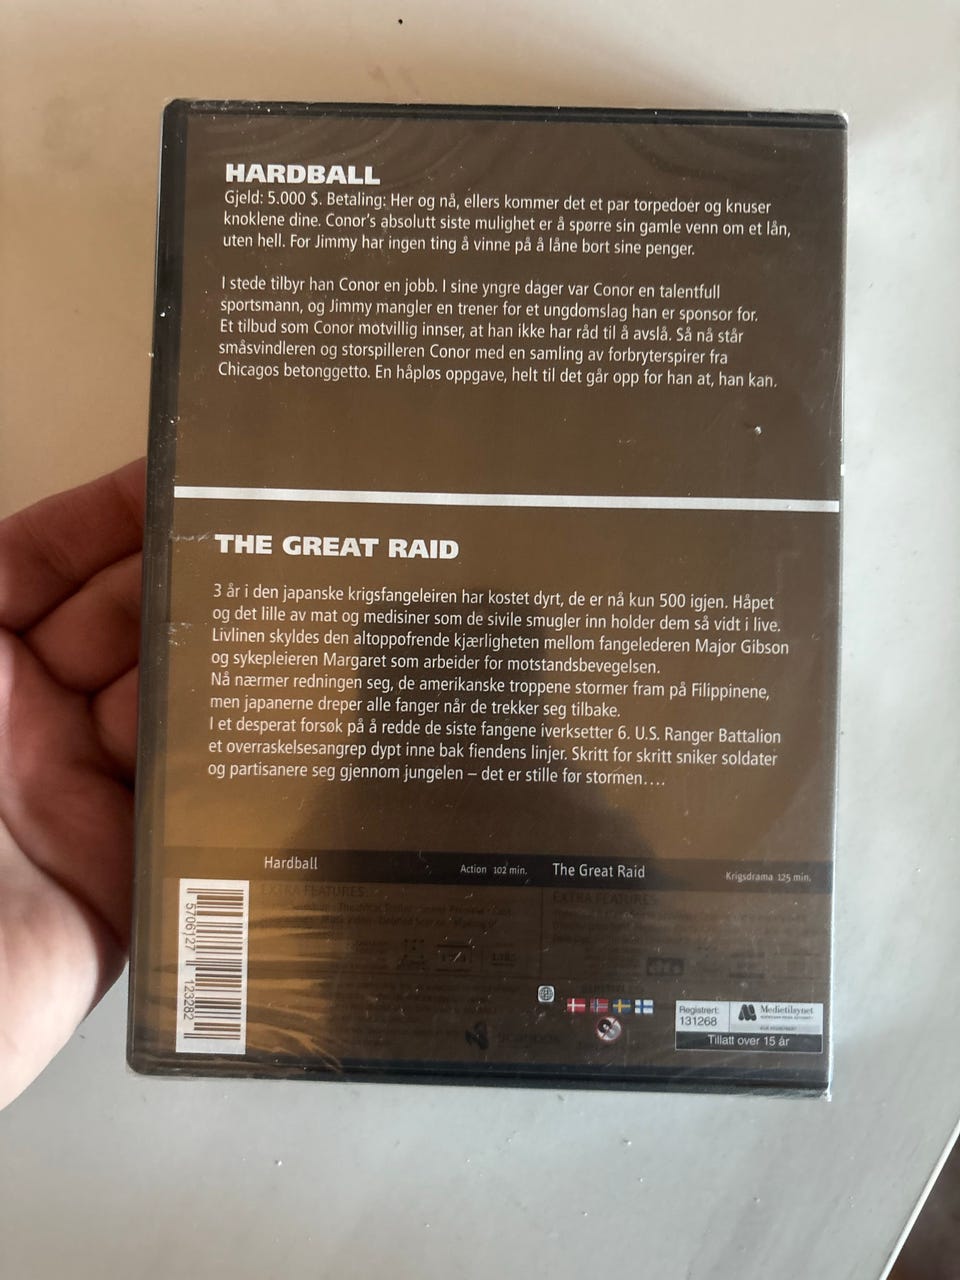 HARDBALL
Gjeld: 5.000 $. Betaling: Her og nå, ellers kommer det et par torpedoer og knuser
knoklene dine. Conor's absolutt siste mulighet er å spørre sin gamle venn om et lån,
uten hell. For Jimmy har ingen ting å vinne på å låne bort sine penger.
I stede tilbyr han Conor en jobb. I sine yngre dager var Conor en talentfull
sportsmann, og Jimmy mangler en trener for et ungdomslag han er sponsor for.
Et tilbud som Conor motvillig innser, at han ikke har råd til å avslå. Så nå står
småsvindleren og storspilleren Conor med en samling av forbryterspirer fra
Chicagos betonggetto. En håpløs oppgave, helt til det går opp for han at, han kan.
THE GREAT RAID
3 år i den japanske krigsfangeleiren har kostet dyrt, de er nå kun 500 igjen. Håpet
og det lille av mat og medisiner som de sivile smugler inn holder dem så vidt i live.
Livlinen skyldes den altoppofrende kjærligheten mellom fangelederen Major Gibson
og sykepleieren Margaret som arbeider for motstandsbevegelsen.
Nå nærmer redningen seg, de amerikanske troppene stormer fram på Filippinene,
men japanerne dreper alle fanger når de trekker seg tilbake.
I et desperat forsøk på å redde de siste fangene iverksetter 6. U.S. Ranger Battalion
et overraskelsesangrep dypt inne bak fiendens linjer. Skritt for skritt sniker soldater
og partisanere seg gjennom jungelen – det er stille før stormen....
Hardball Action 102 min. The Great Raid Krigsdrama 125 min.
EXTRA FEATURES EXTRA FEATURES
5706127 123282
Registrert:
131268
Medietilsynet
Tillatt over 15 år